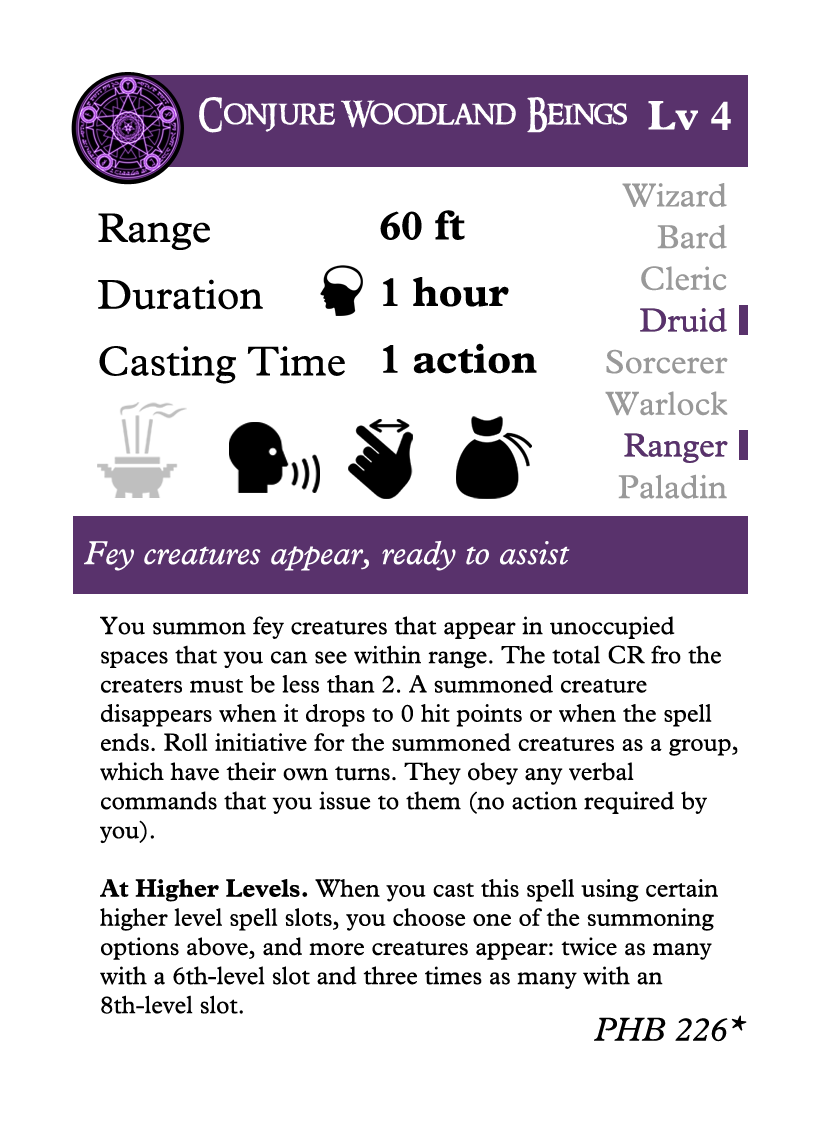 Conjure Woodland Beings Lv 4
Wizard
Bard
Cleric
Druid
Sorcerer
Warlock
Ranger
Paladin
Range 60 ft
Duration 1 hour
Casting Time 1 action
Fey creatures appear, ready to assist
You summon fey creatures that appear in unoccupied
spaces that you can see within range. The total CR fro the
creaters must be less than 2. A summoned creature
disappears when it drops to 0 hit points or when the spell
ends. Roll initiative for the summoned creatures as a group,
which have their own turns. They obey any verbal
commands that you issue to them (no action required by
you).
At Higher Levels. When you cast this spell using certain
higher level spell slots, you choose one of the summoning
options above, and more creatures appear: twice as many
with a 6th-level slot and three times as many with an
8th-level slot.
PHB 226*